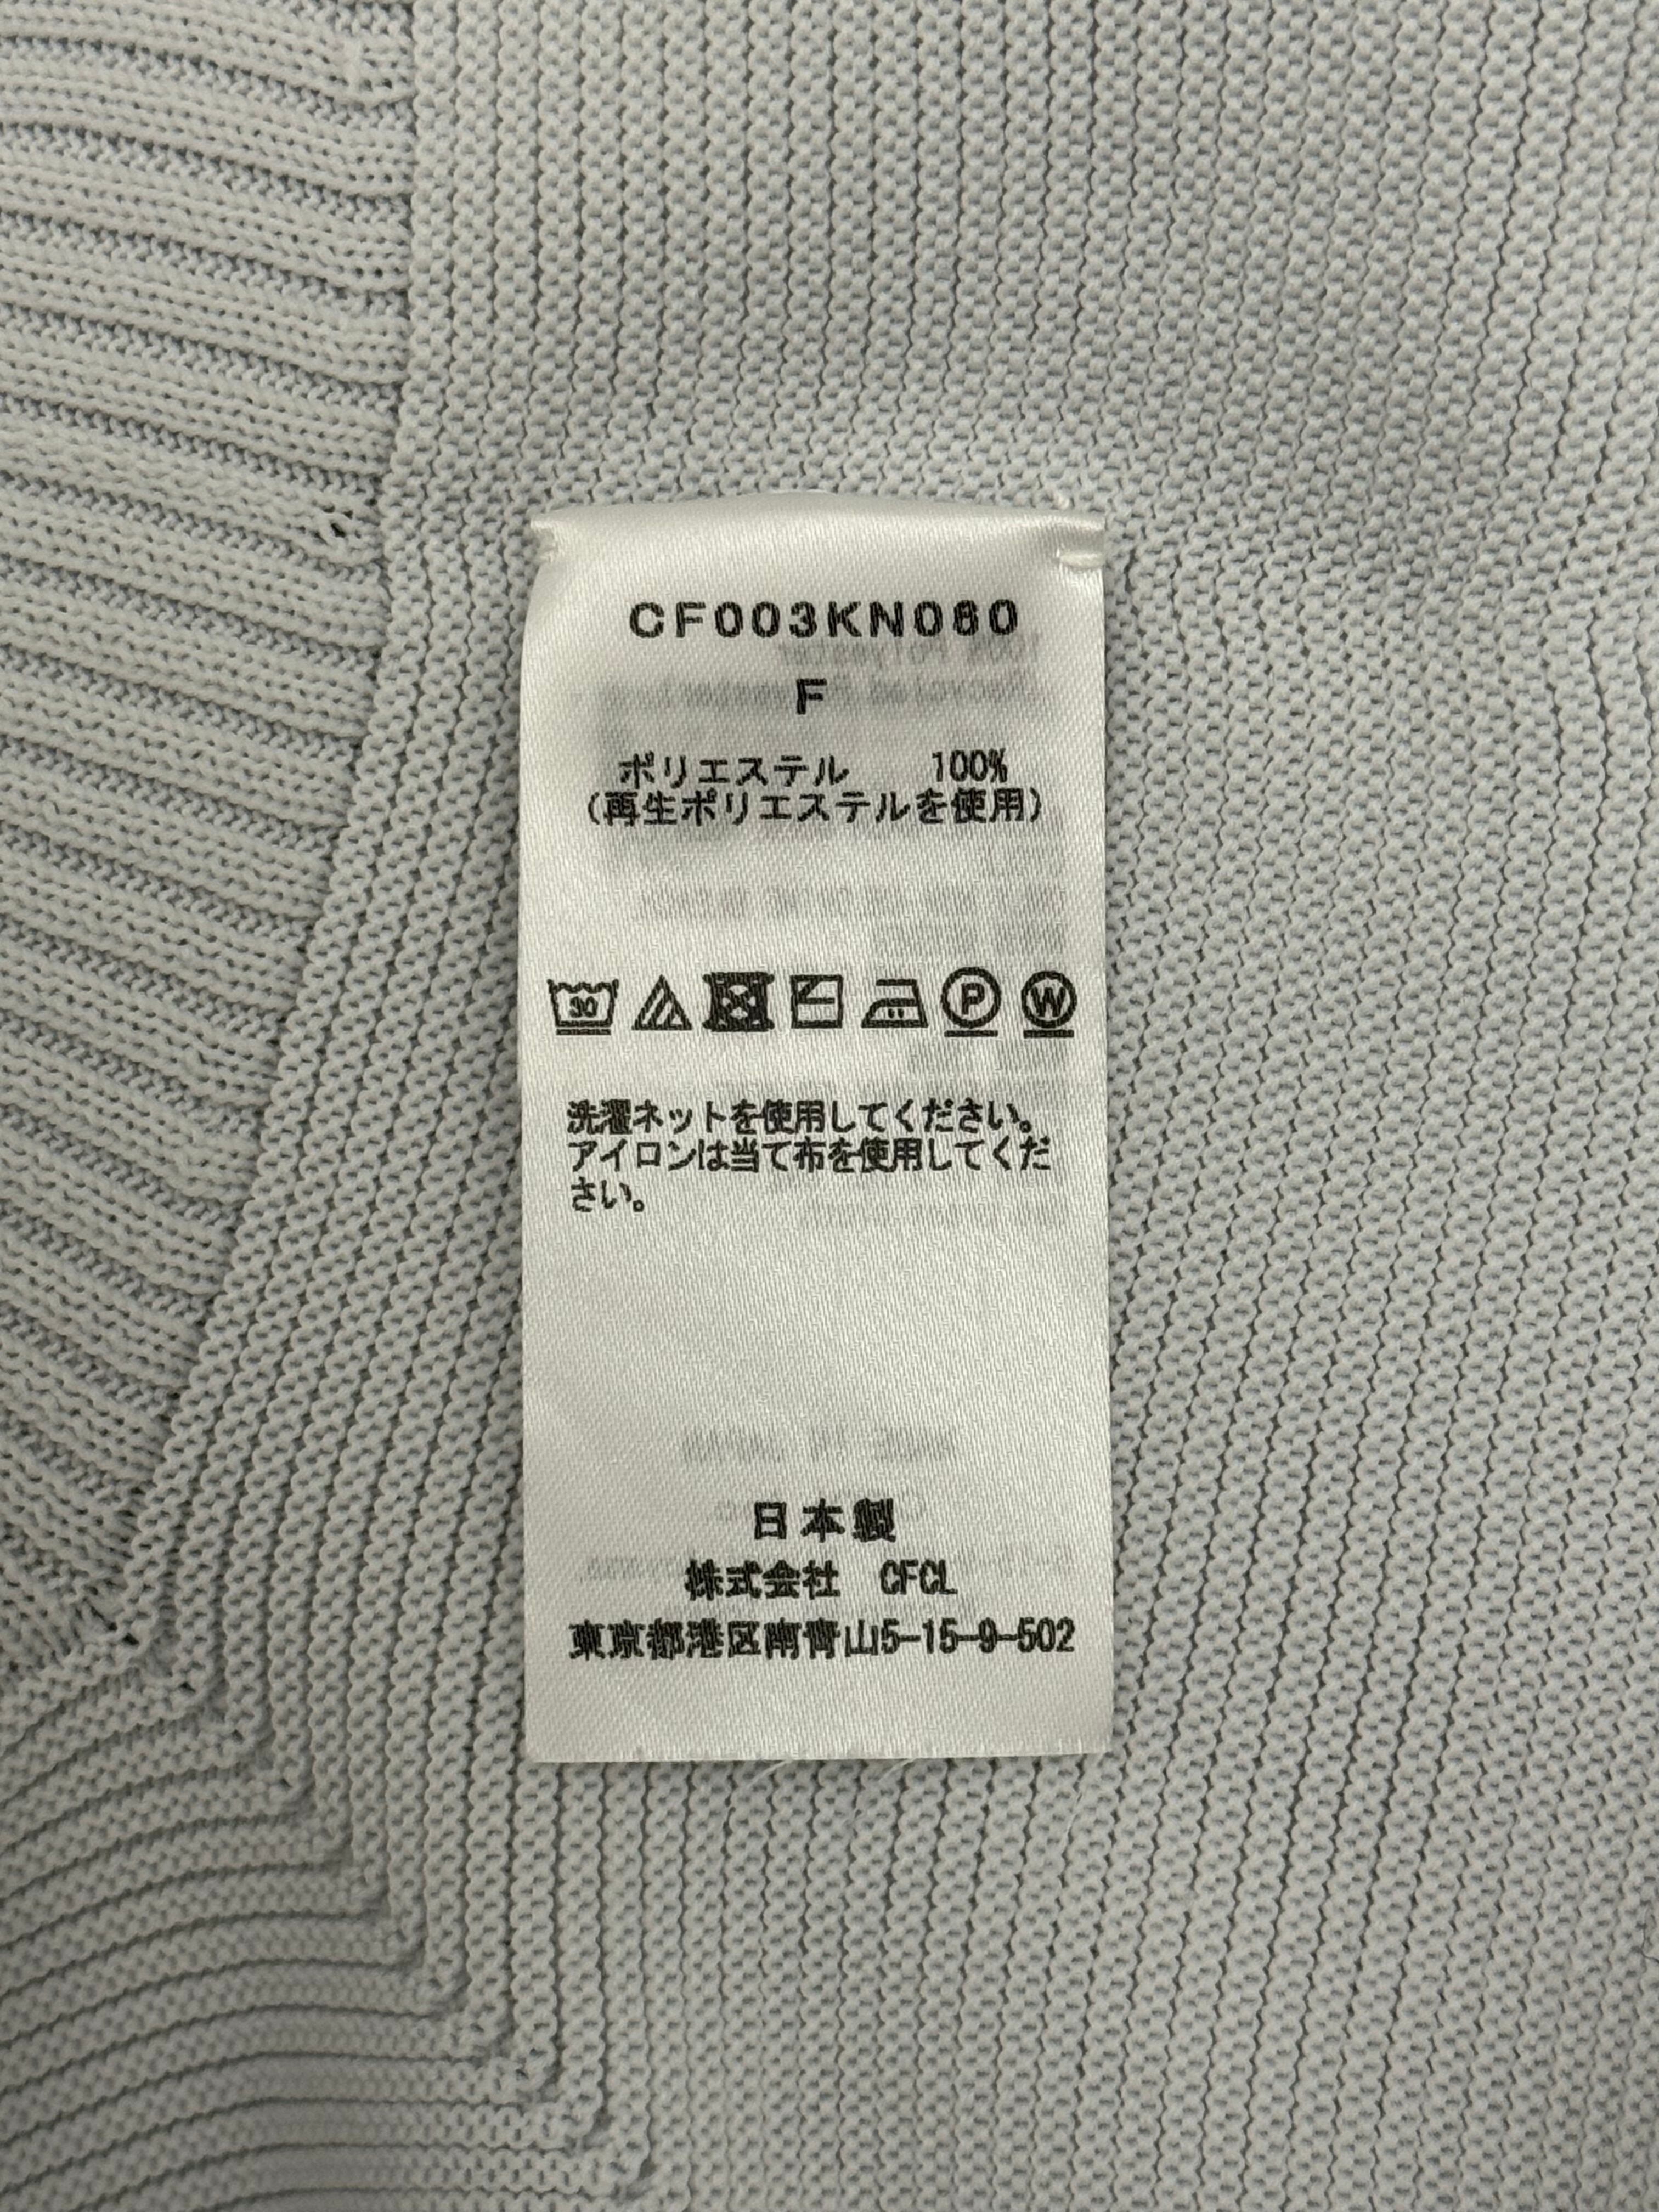 CF003KN060
F
ポリエステル　　100%
(再生ポリエステルを使用)
30
P
W
洗濯ネットを使用してください。
アイロンは当て布を使用してくだ
さい。
日本製
株式会社　CFCL
東京都港区南青山5-15-9-502